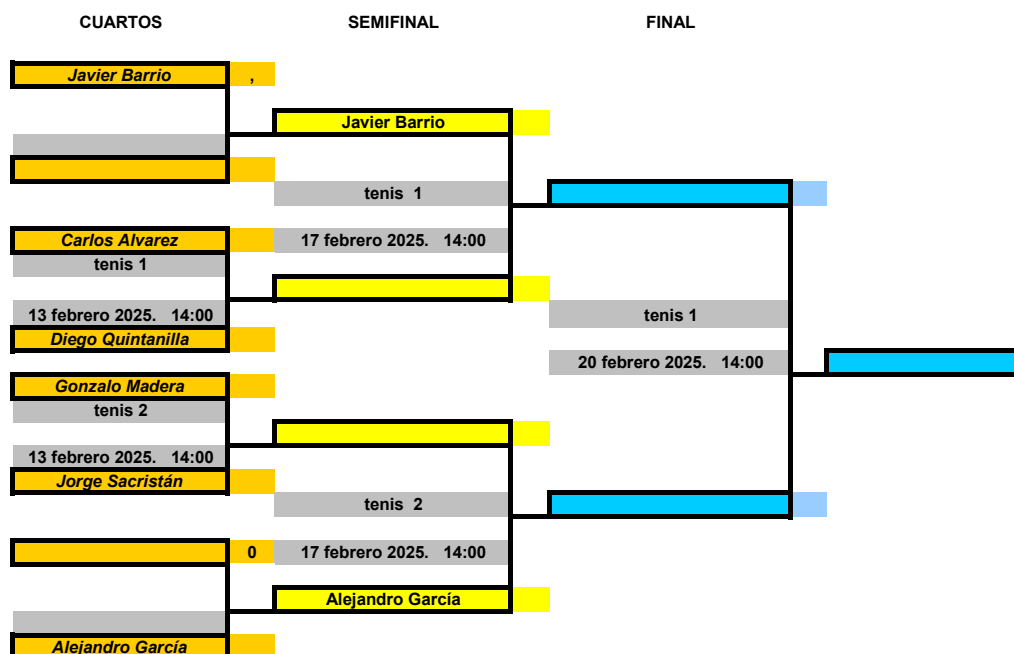 CUARTOS SEMIFINAL FINAL
Javier Barrio ,
Javier Barrio
tenis 1
Carlos Alvarez 17 febrero 2025. 14:00
tenis 1
13 febrero 2025. 14:00 tenis 1
Diego Quintanilla
20 febrero 2025. 14:00
Gonzalo Madera
tenis 2
13 febrero 2025. 14:00
Jorge Sacristán
tenis 2
0 17 febrero 2025. 14:00
Alejandro García
Alejandro García